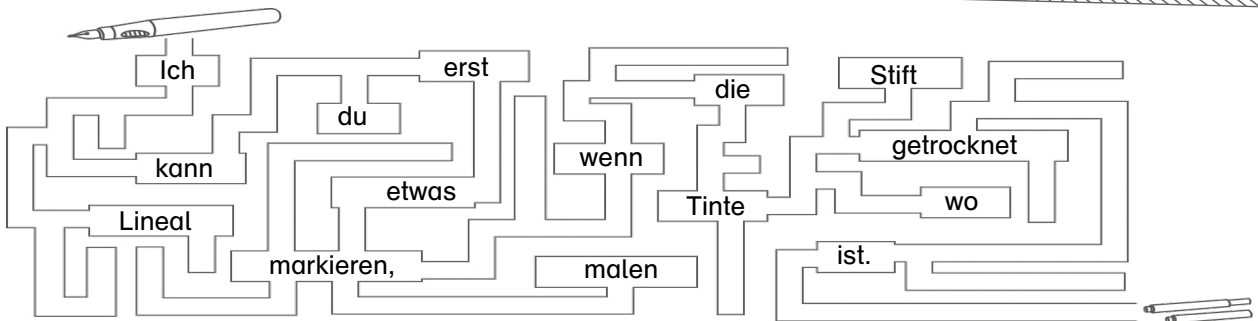 Ich
erst
die
Stift
du
getrocknet
wenn
kann
etwas
wo
Lineal
Tinte
markieren,
malen
ist.